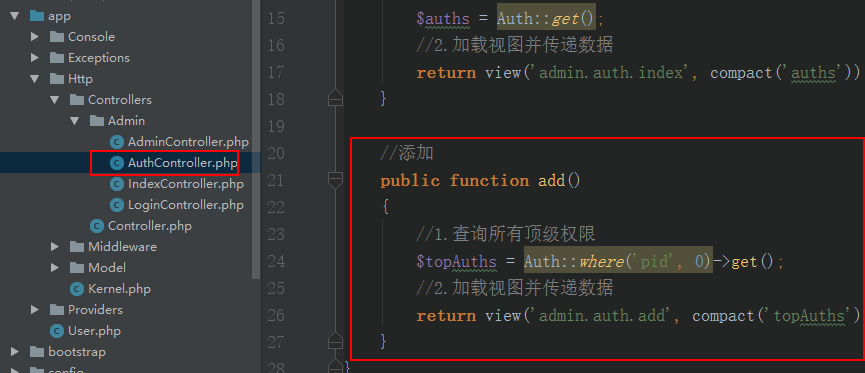 app
Console
Exceptions
Http
Controllers
Admin
AdminController.php
AuthController.php
IndexController.php
LoginController.php
Controller.php
Middleware
Model
Kernel.php
Providers
User.php
bootstrap
config
15 $auths = Auth::get();
16 //2.加载视图并传递数据
17 return view('admin.auth.index', compact('auths'))
18 }
19
20 //添加
21 public function add()
22 {
23 //1.查询所有顶级权限
24 $topAuths = Auth::where('pid', 0)->get();
25 //2.加载视图并传递数据
26 return view('admin.auth.add', compact('topAuths')
27 }
28 }